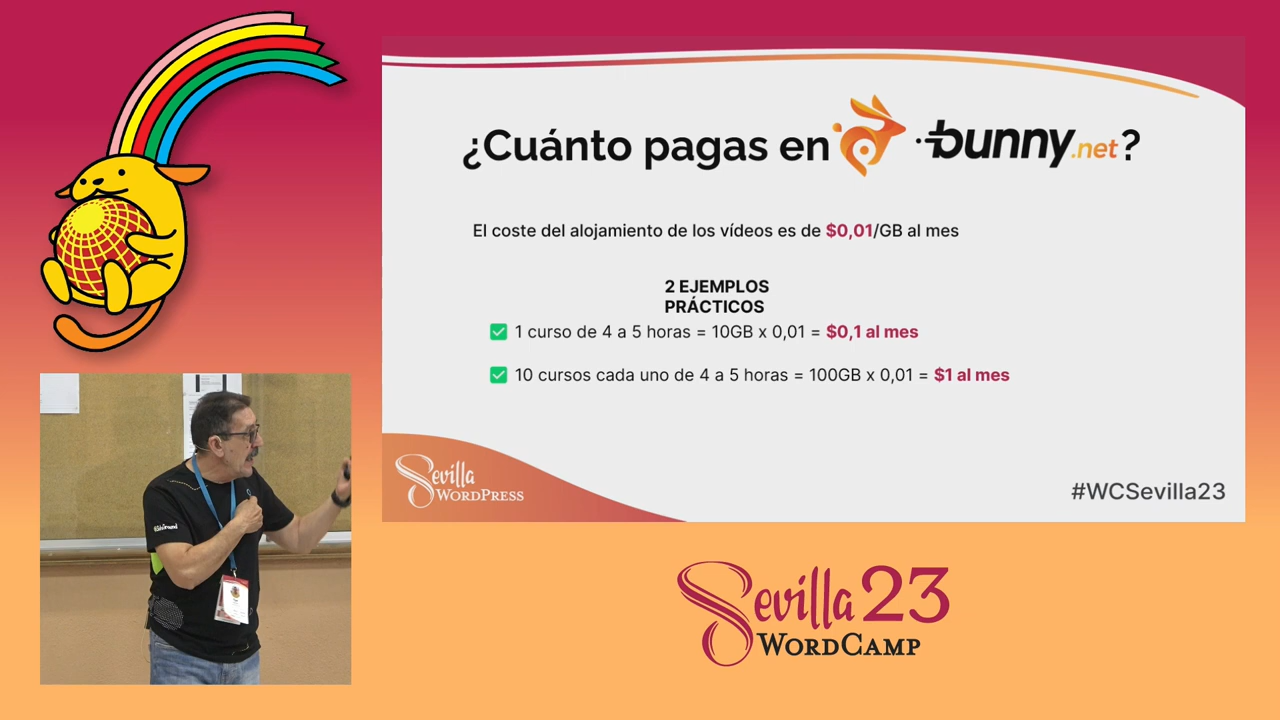 ¿Cuánto pagas en bunny.net?
El coste del alojamiento de los vídeos es de $0,01/GB al mes
2 EJEMPLOS
PRÁCTICOS
1 curso de 4 a 5 horas = 10GB x 0,01 = $0,1 al mes
10 cursos cada uno de 4 a 5 horas = 100GB x 0,01 = $1 al mes
Sevilla
WORDPRESS
#WCSevilla23
SiteGround
Sevilla 23
WORDCAMP